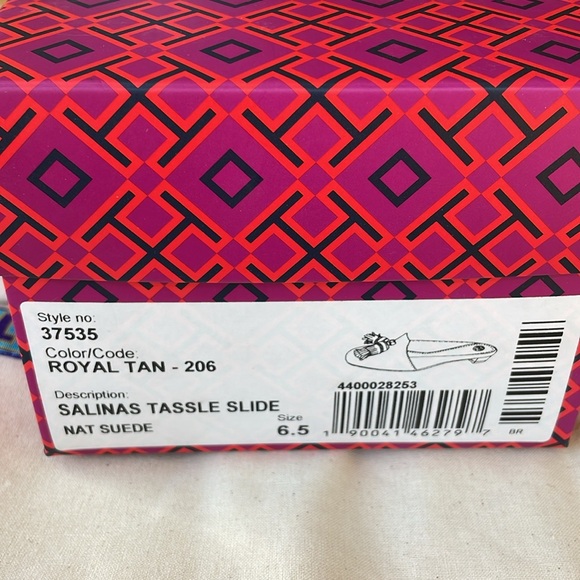 Style no:
37535
Color/Code:
ROYAL TAN - 206
Description:
SALINAS TASSLE SLIDE
NAT SUEDE
Size
6.5
4400028253
1 90041 46279 7
BR